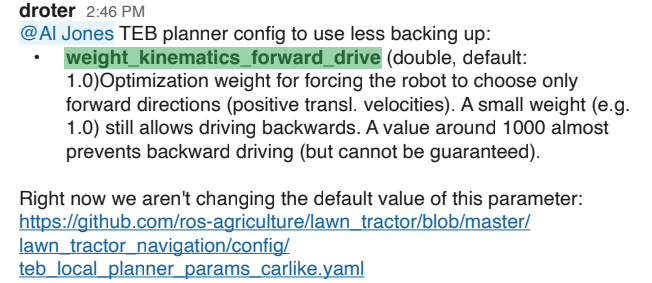 droter 2:46 PM
@Al Jones TEB planner config to use less backing up:
• weight_kinematics_forward_drive (double, default:
1.0)Optimization weight for forcing the robot to choose only
forward directions (positive transl. velocities). A small weight (e.g.
1.0) still allows driving backwards. A value around 1000 almost
prevents backward driving (but cannot be guaranteed).
Right now we aren't changing the default value of this parameter:
https://github.com/ros-agriculture/lawn_tractor/blob/master/
lawn_tractor_navigation/config/
teb_local_planner_params_carlike.yaml